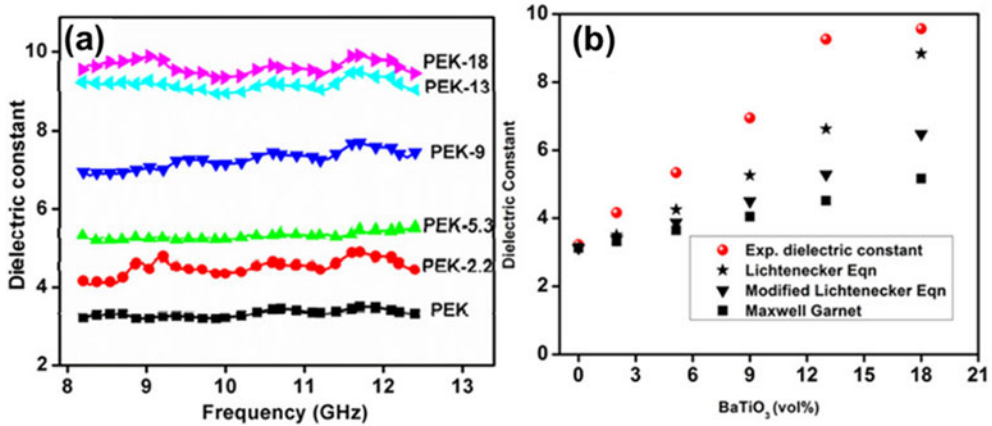 (a)
Dielectric constant
10
8
6
4
2
PEK-18
PEK-13
PEK-9
PEK-5.3
PEK-2.2
PEK
8 9 10 11 12 13
Frequency (GHz)
(b)
Dielectric Constant
10
8
6
4
2
0
Exp. dielectric constant
Lichtenecker Eqn
Modified Lichtenecker Eqn
Maxwell Garnet
0 3 6 9 12 15 18 21
BaTiO₃(vol%)